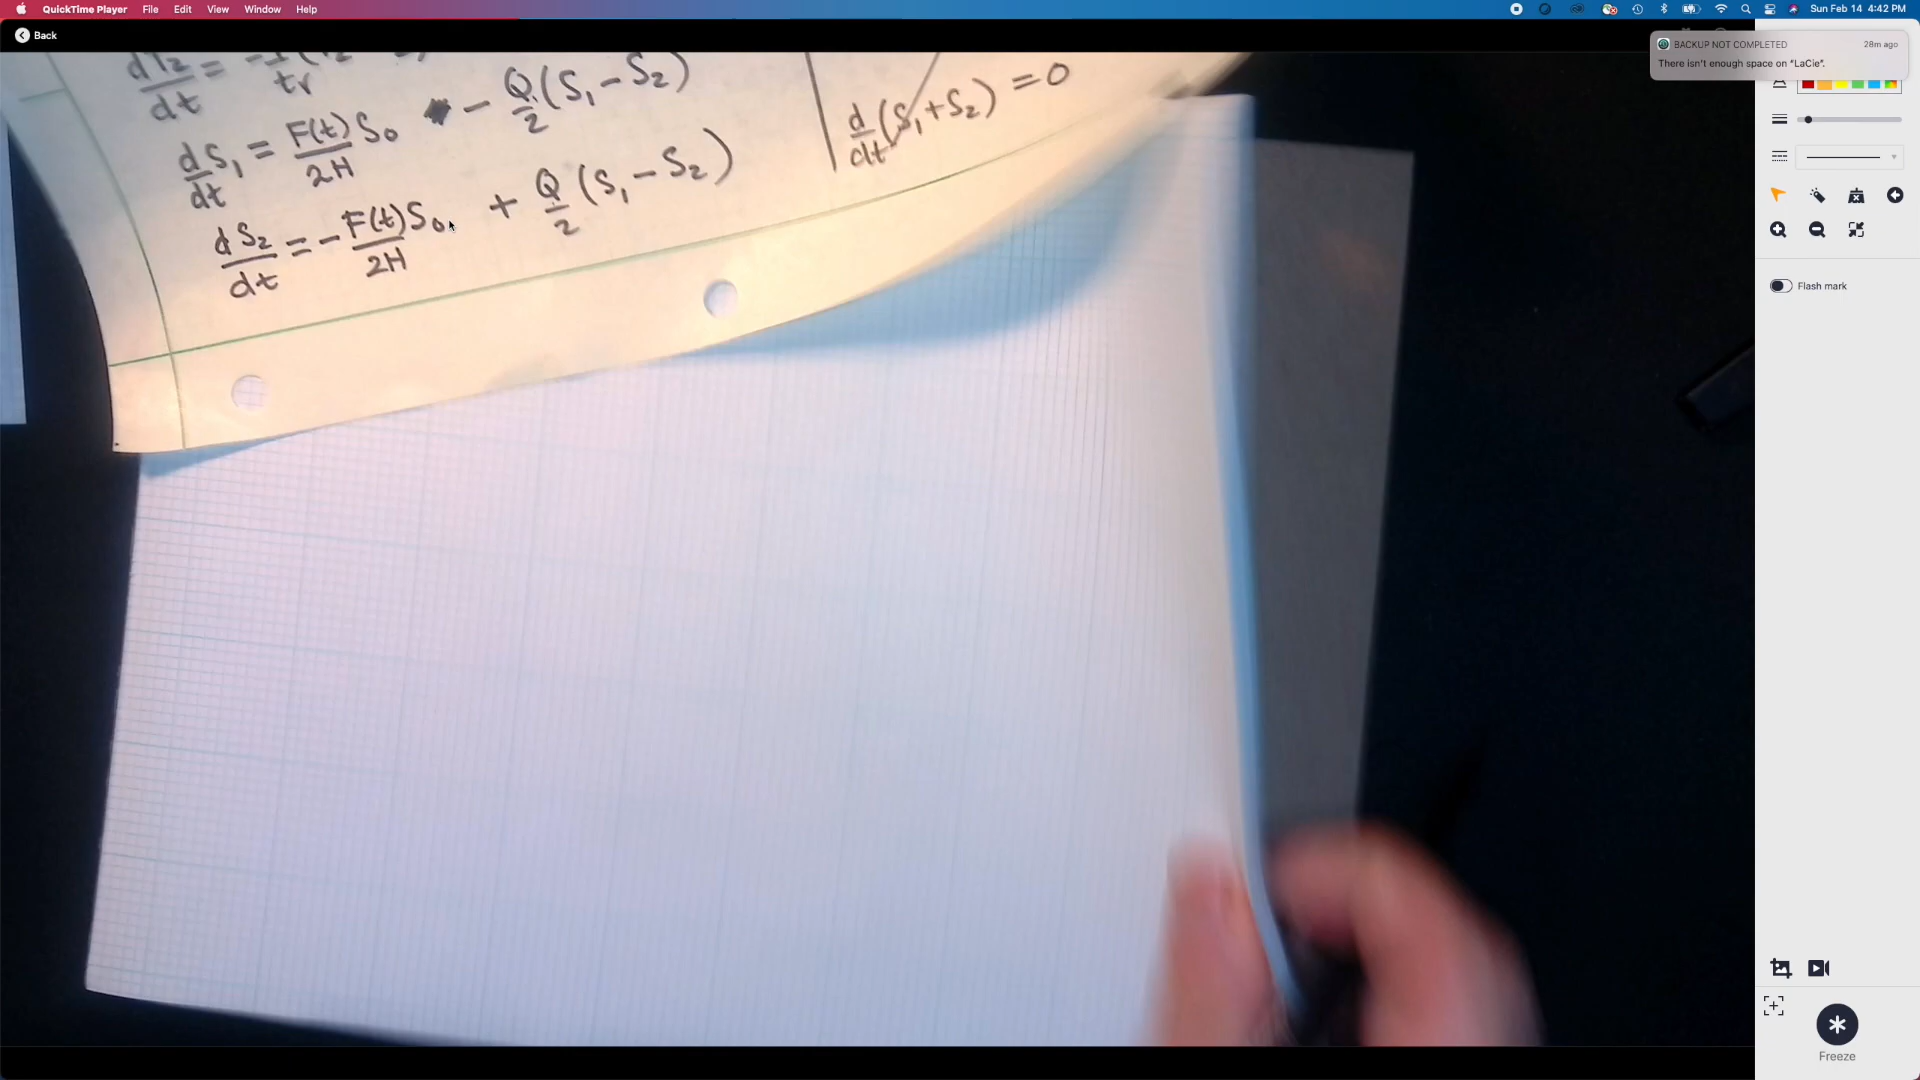 QuickTime Player File Edit View Window Help Sun Feb 14 4:42 PM
Back
BACKUP NOT COMPLETED 28m ago
There isn't enough space on "LaCie".
dt = tr
dS₁/dt = F(t)S₀/2H - Q/2 (S₁ - S₂)
d/dt (S₁+S₂) = 0
dS₂/dt = -F(t)S₀/2H + Q/2 (S₁ - S₂)
Flash mark
Freeze